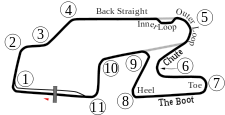 4
Back Straight
Inner Loop
Outer Loop
5
3
2
Chute
10
9
6
1
7
Toe
Heel
The Boot
11
8